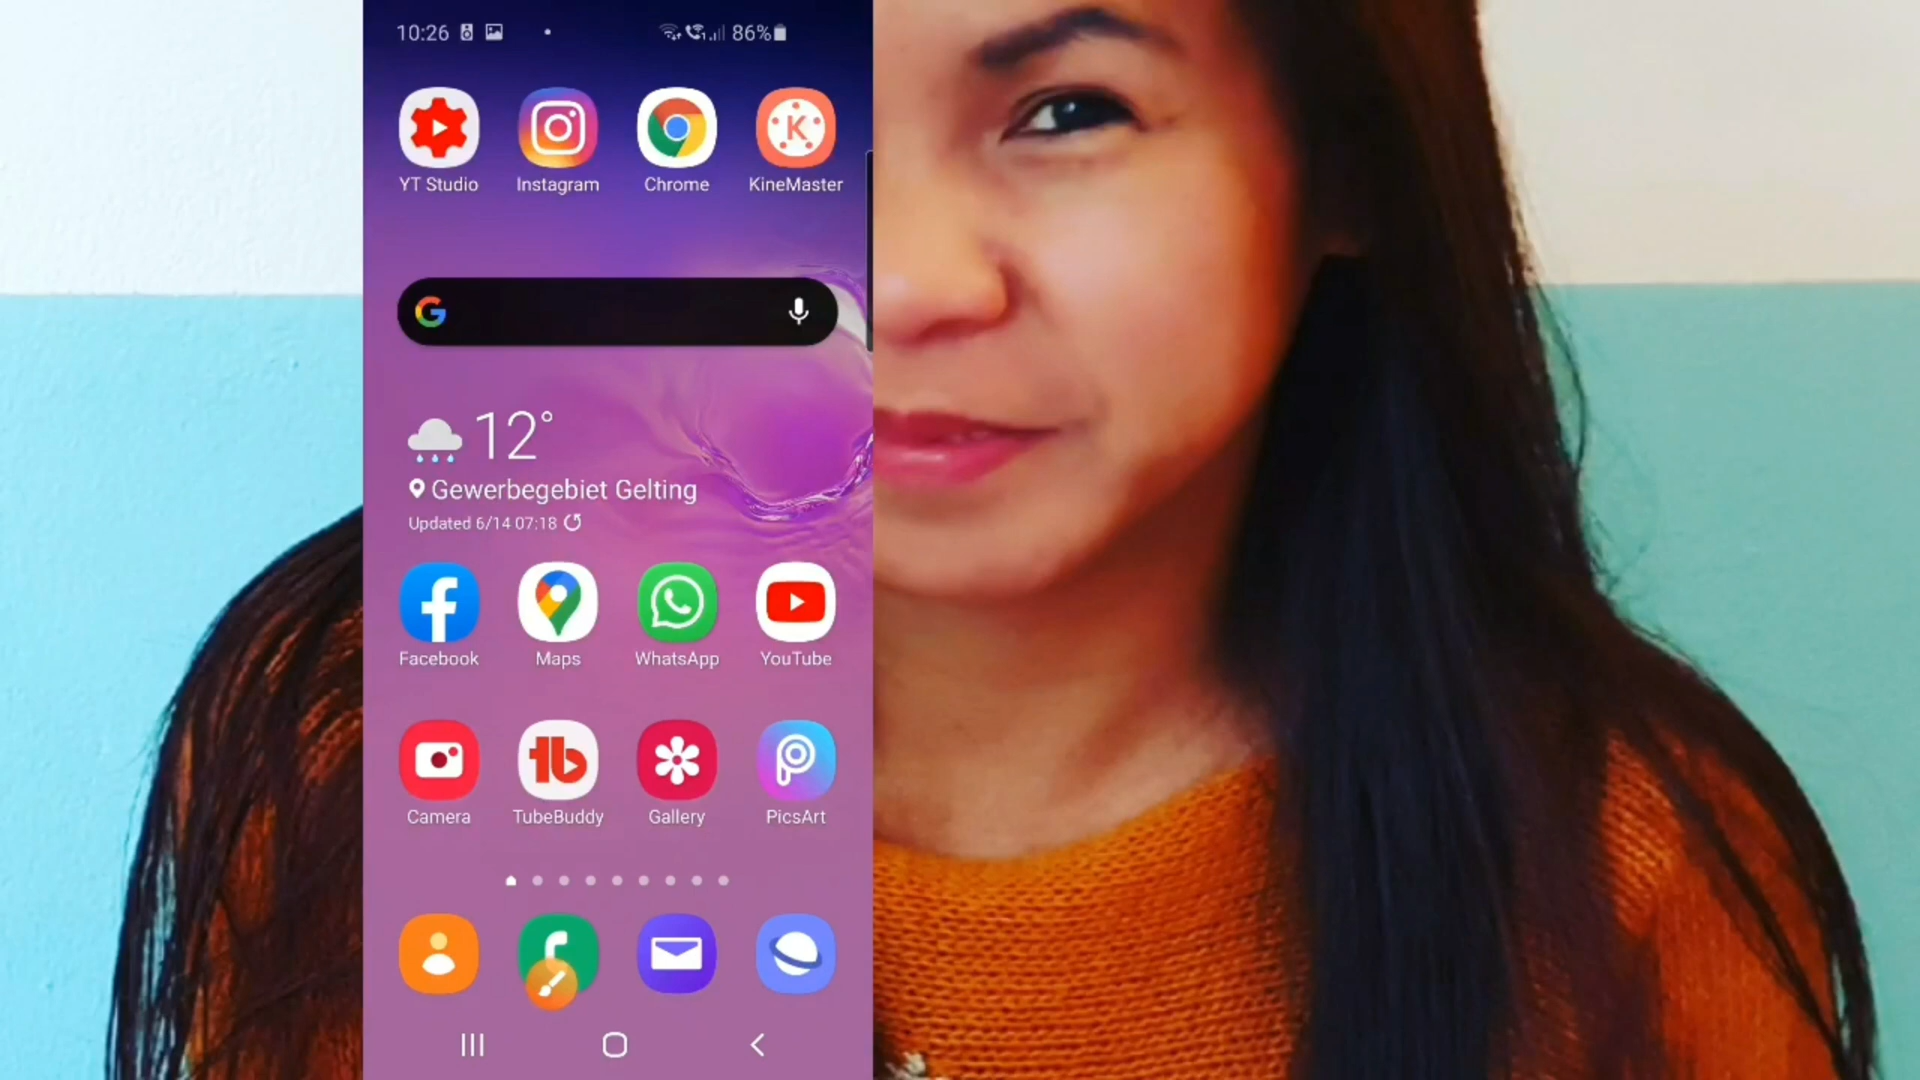 10:26 86%
YT Studio Instagram Chrome KineMaster
12°
Gewerbegebiet Gelting
Updated 6/14 07:18
Facebook Maps WhatsApp YouTube
Camera TubeBuddy Gallery PicsArt